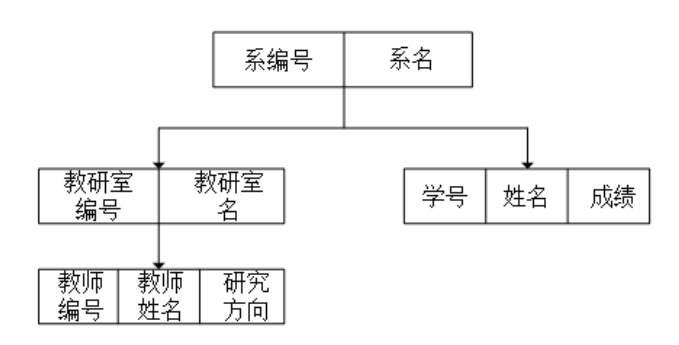 系编号 系名
教研室 教研室
编号 名
学号 姓名 成绩
教师 教师 研究
编号 姓名 方向